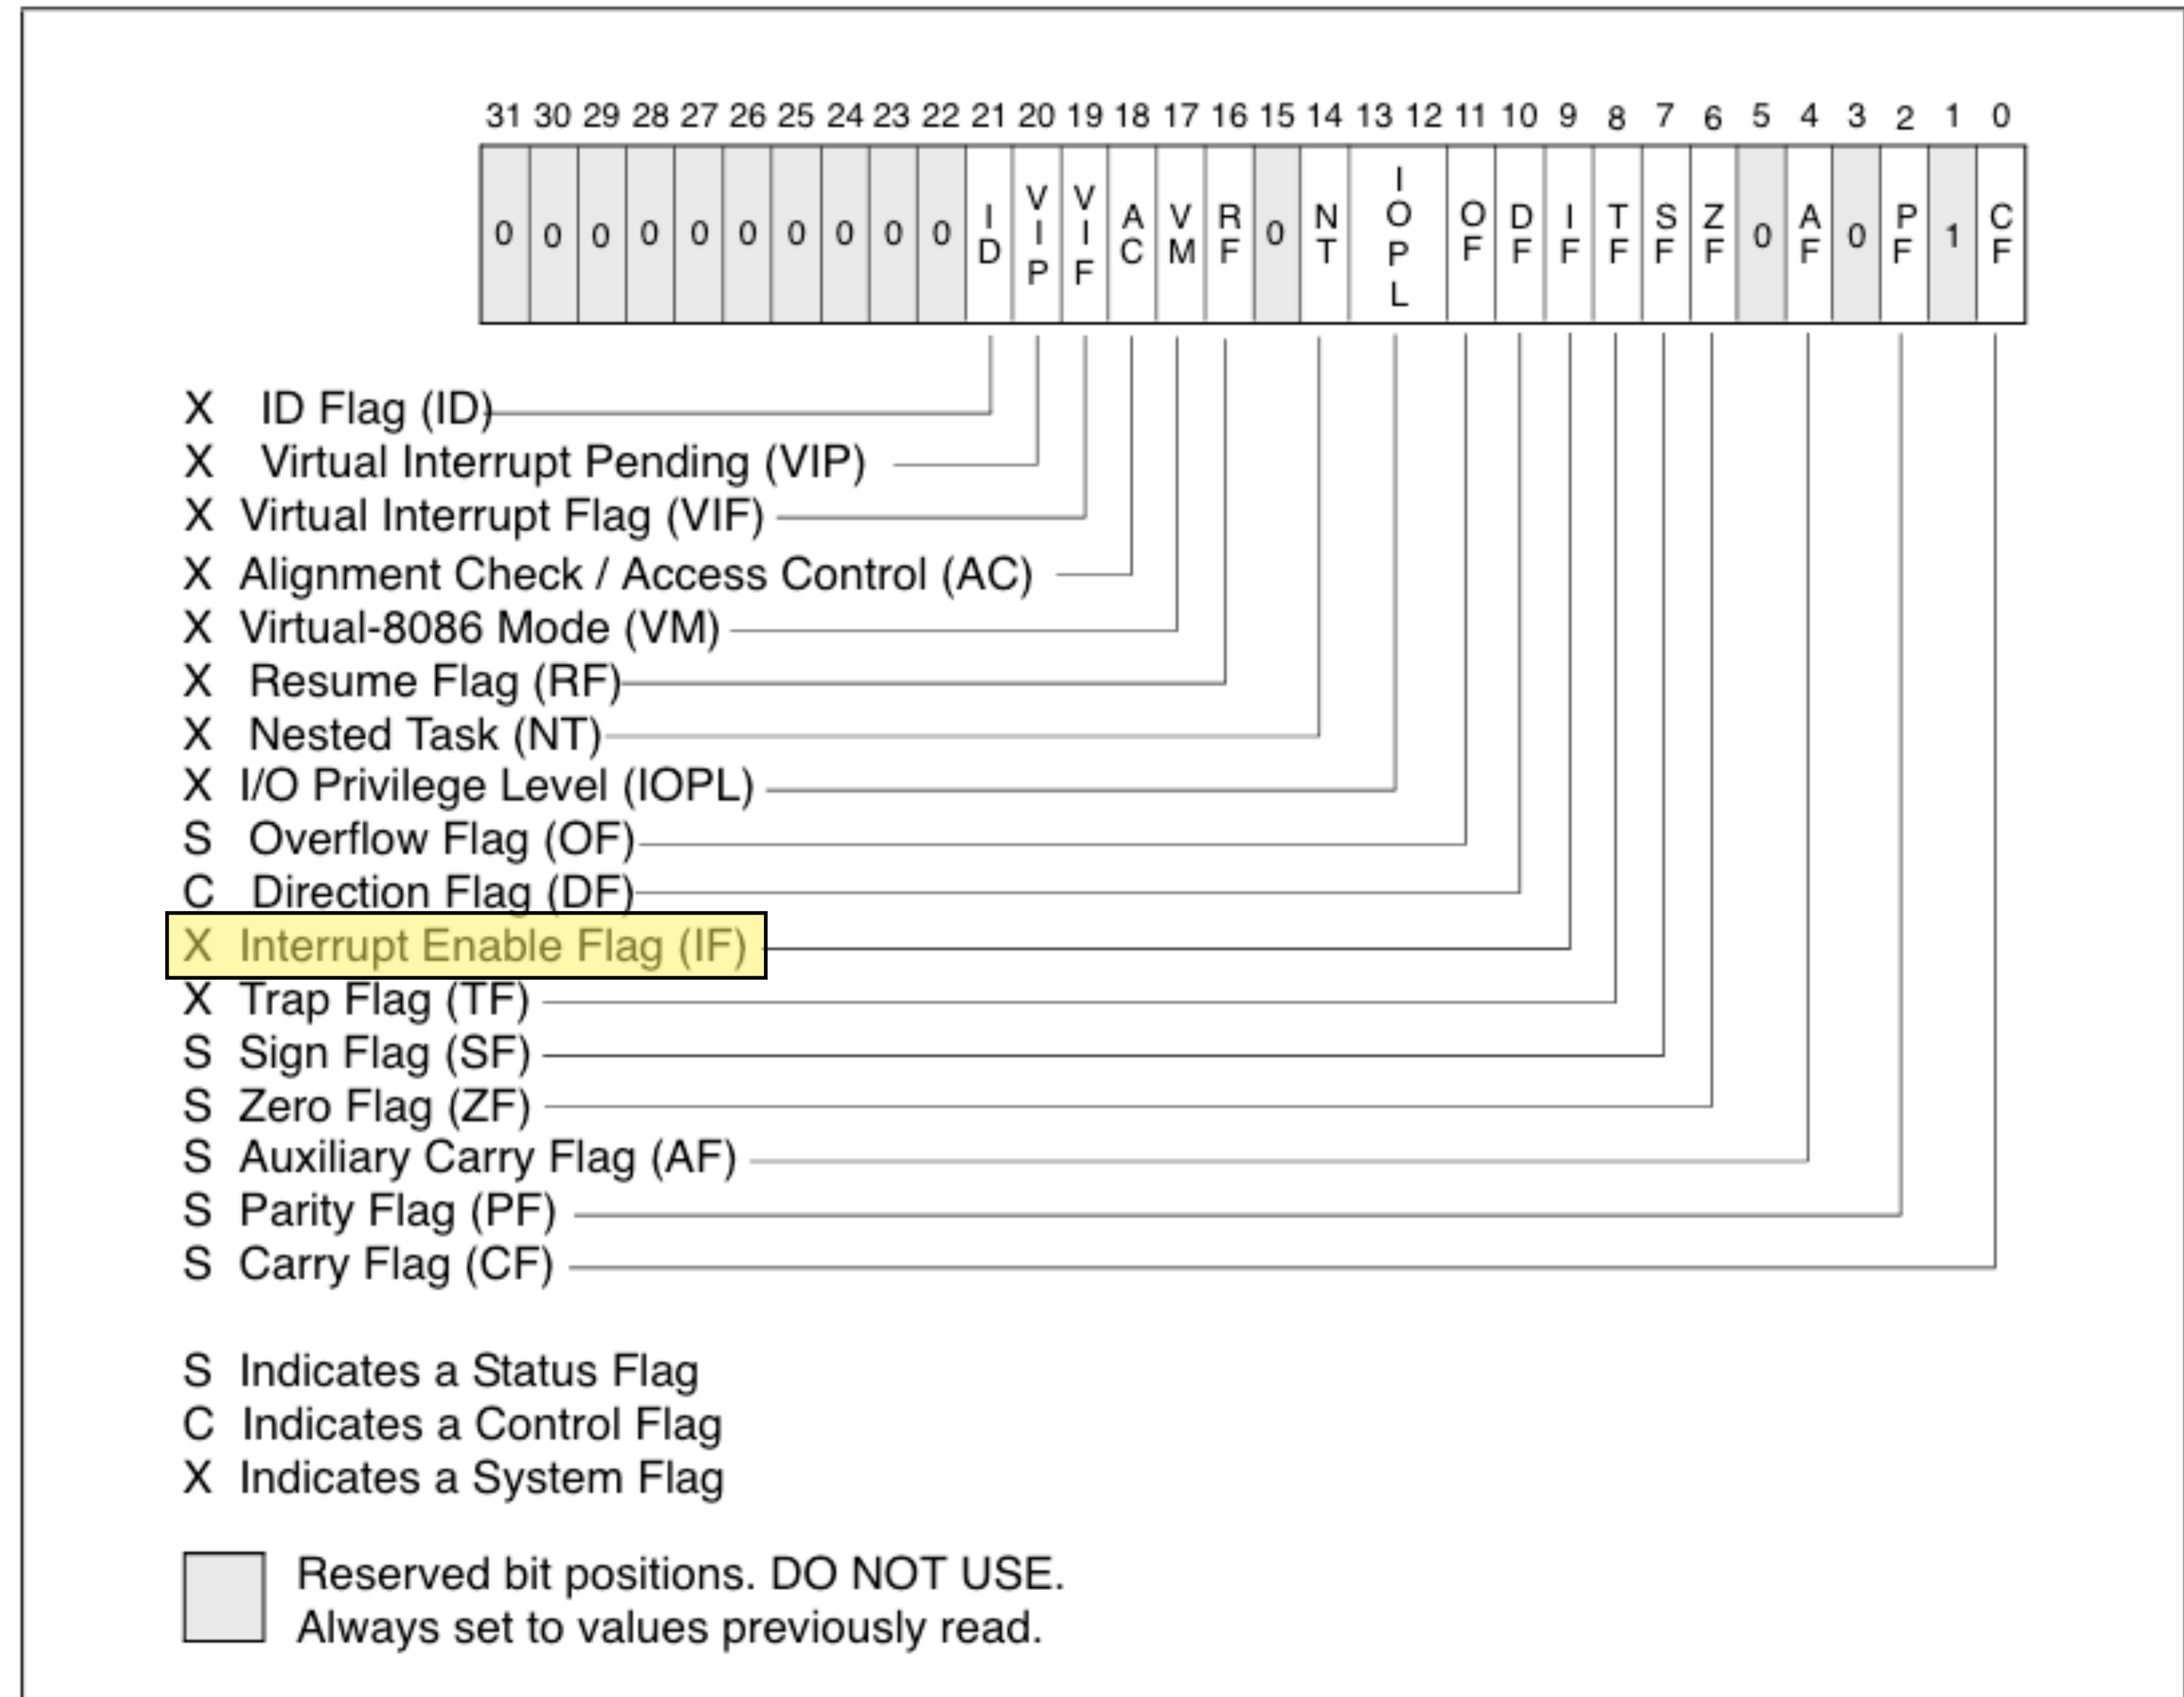 31 30 29 28 27 26 25 24 23 22 21 20 19 18 17 16 15 14 13 12 11 10 9 8 7 6 5 4 3 2 1 0
0 0 0 0 0 0 0 0 0 0 ID VIP VIF AC VM RF 0 NT IOPL OF DF IF TF SF ZF 0 AF 0 PF 1 CF
X ID Flag (ID)
X Virtual Interrupt Pending (VIP)
X Virtual Interrupt Flag (VIF)
X Alignment Check / Access Control (AC)
X Virtual-8086 Mode (VM)
X Resume Flag (RF)
X Nested Task (NT)
X I/O Privilege Level (IOPL)
S Overflow Flag (OF)
C Direction Flag (DF)
X Interrupt Enable Flag (IF)
X Trap Flag (TF)
S Sign Flag (SF)
S Zero Flag (ZF)
S Auxiliary Carry Flag (AF)
S Parity Flag (PF)
S Carry Flag (CF)
S Indicates a Status Flag
C Indicates a Control Flag
X Indicates a System Flag
Reserved bit positions. DO NOT USE.
Always set to values previously read.